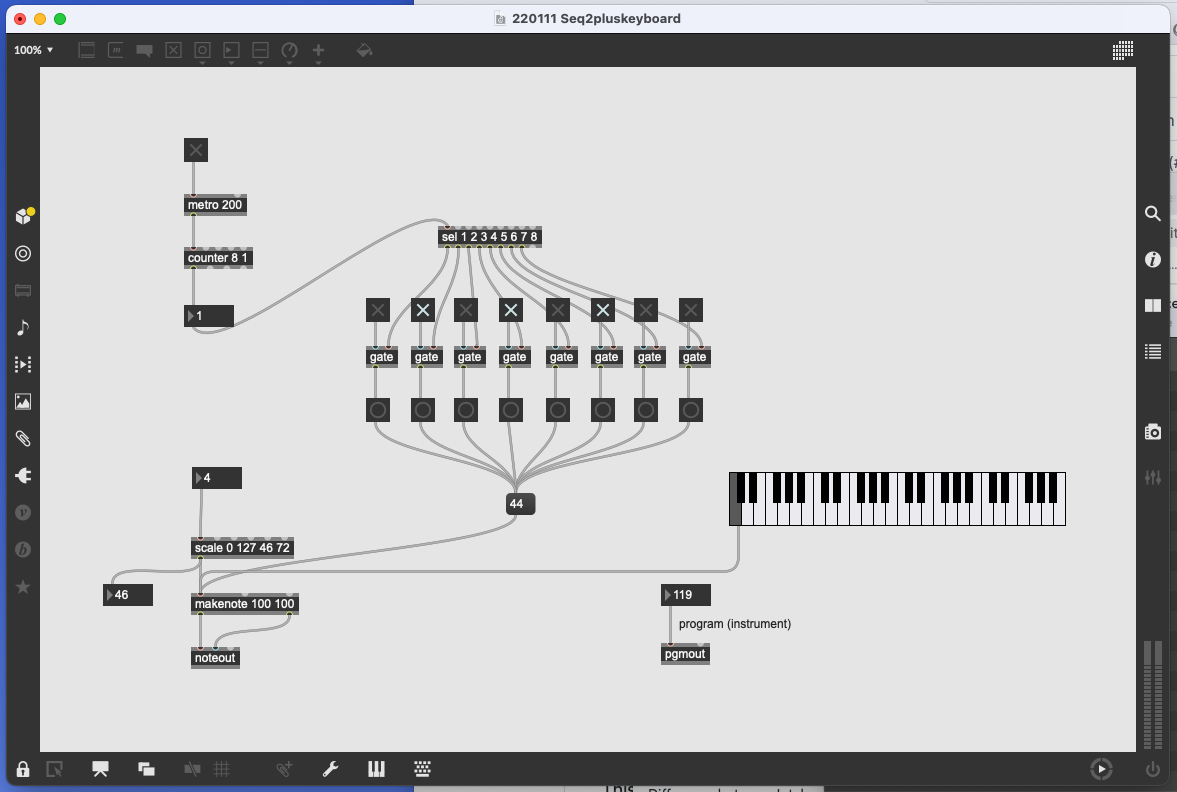 220111 Seq2pluskeyboard
100%
metro 200
sel 1 2 3 4 5 6 7 8
counter 8 1
1
gate gate gate gate gate gate gate gate
4
44
scale 0 127 46 72
46
119
makenote 100 100
program (instrument)
pgmout
noteout